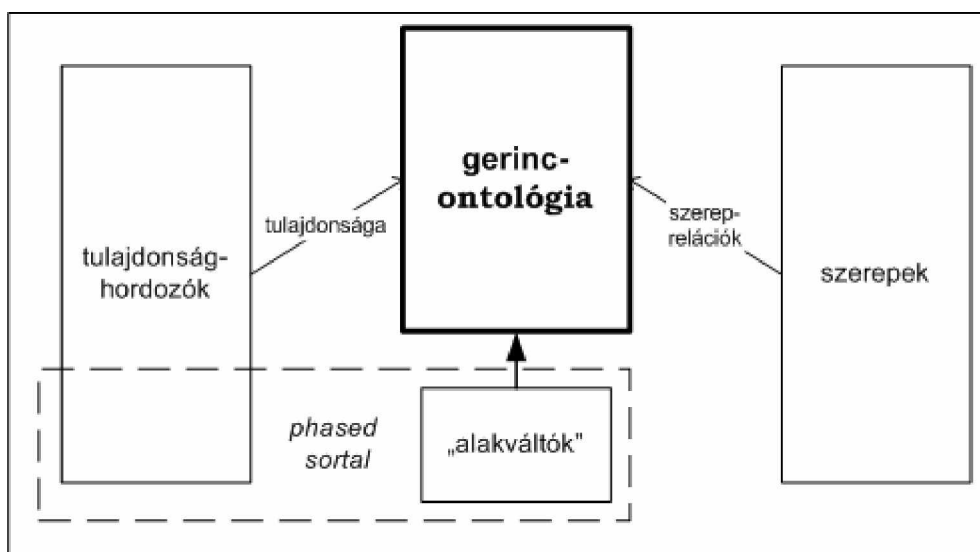 gerinc-
ontológia
tulajdonság-
hordozók
tulajdonsága
szerep-
relációk
szerepek
phased
sortal
„alakváltók”